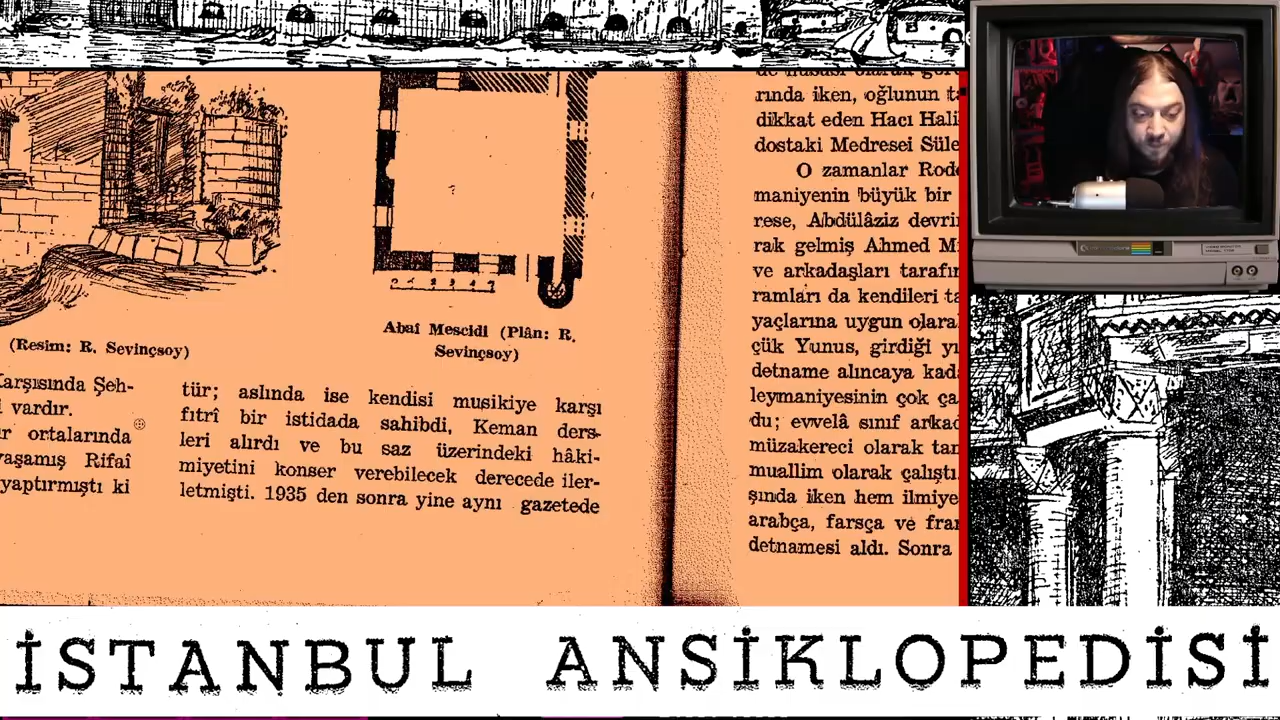 (Resim: R. Sevinçsoy)
Abaî Mescidi (Plân: R.
Sevinçsoy)
Karşısında Şeh-
vardır.
ortalarında
yaşamış Rifaî
yaptırmıştı ki
tür; aslında ise kendisi musikiye karşı
fıtrî bir istidada sahibdi, Keman ders-
leri alırdı ve bu saz üzerindeki hâki-
miyetini konser verebilecek derecede iler-
letmişti. 1935 den sonra yine aynı gazetede
rında iken, oğlunun
dikkat eden Hacı Hali
dostaki Medresei Süle
O zamanlar Rod
maniyenin büyük bir
rese, Abdülâziz devri
rak gelmiş Ahmed
ve arkadaşları tarafı
ramları da kendileri
yaçlarına uygun olara
çük Yunus, girdiği
detname alıncaya kad
leymaniyesinin çok ça
du; evvelâ sınıf arka
müzakereci olarak tar
muallim olarak çalıştı
şında iken hem ilmiye
arabça, farsça ve fra
detnamesi aldı. Sonra
İSTANBUL ANSİKLOPEDİSİ